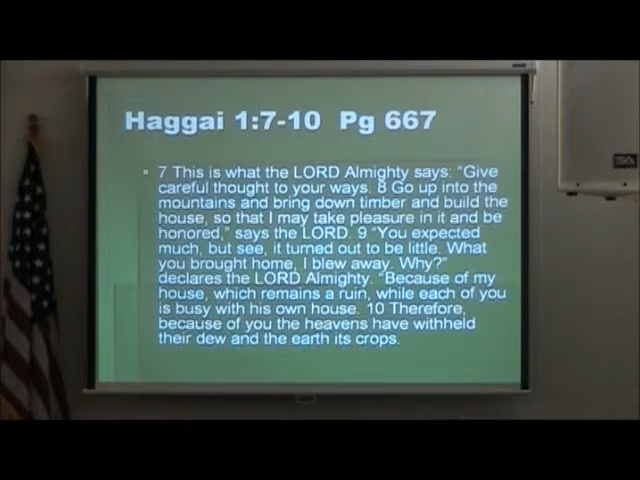 Haggai 1:7-10 Pg 667
7 This is what the LORD Almighty says: "Give
careful thought to your ways. 8 Go up into the
mountains and bring down timber and build the
house, so that I may take pleasure in it and be
honored," says the LORD. 9 "You expected
much, but see, it turned out to be little. What
you brought home, I blew away. Why?"
declares the LORD Almighty. "Because of my
house, which remains a ruin, while each of you
is busy with his own house. 10 Therefore,
because of you the heavens have withheld
their dew and the earth its crops.